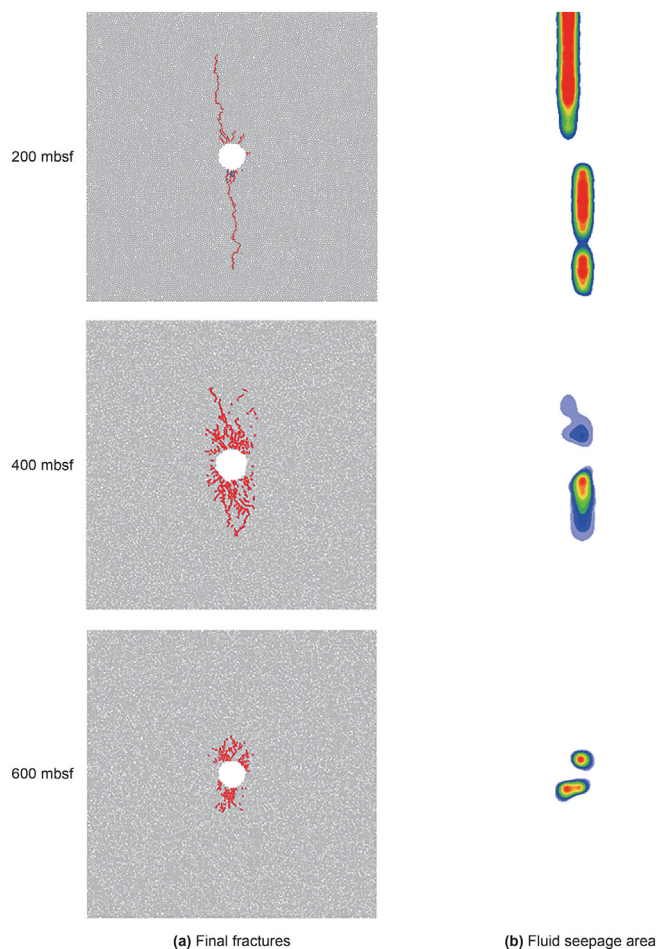 200 mbsf
400 mbsf
600 mbsf
(a) Final fractures
(b) Fluid seepage area